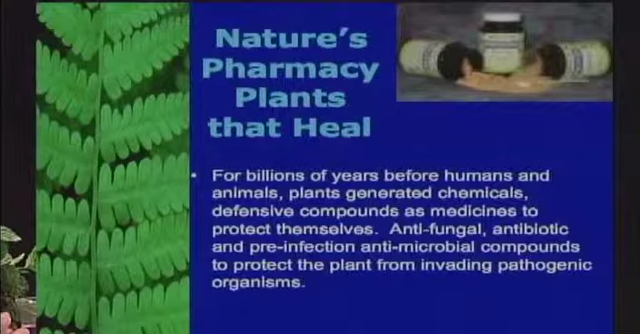 Nature's
Pharmacy
Plants
that Heal
• For billions of years before humans and
animals, plants generated chemicals,
defensive compounds as medicines to
protect themselves. Anti-fungal, antibiotic
and pre-infection anti-microbial compounds
to protect the plant from invading pathogenic
organisms.